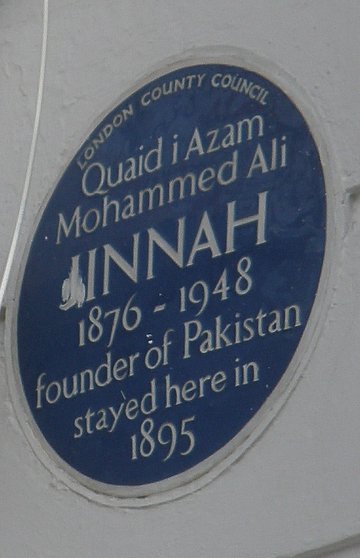 LONDON COUNTY COUNCIL
Quaid i Azam
Mohammed Ali
JINNAH
1876 - 1948
founder of Pakistan
stayed here in
1895